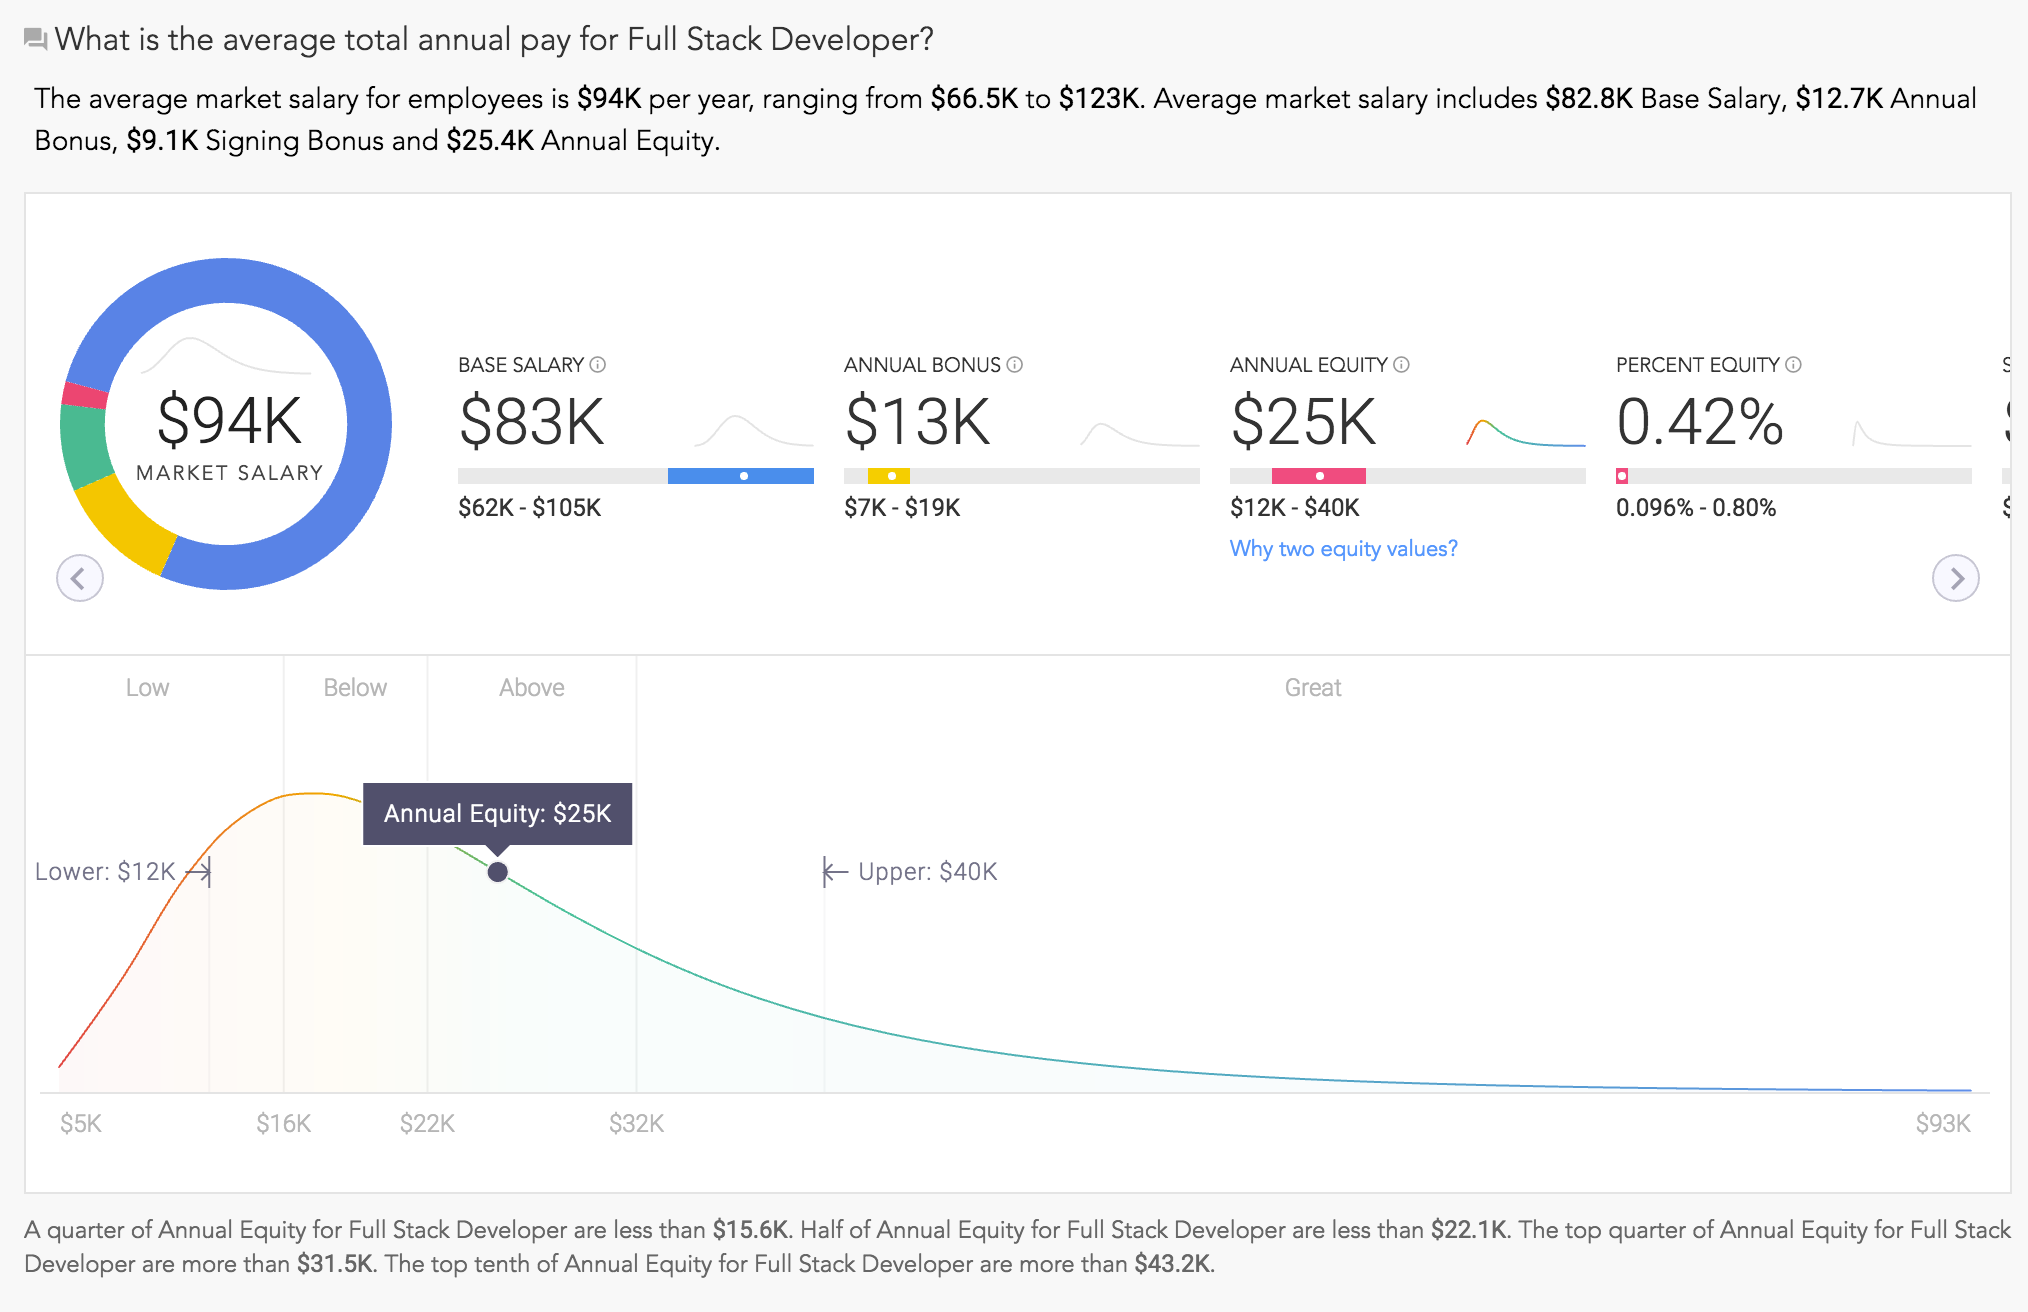 What is the average total annual pay for Full Stack Developer?
The average market salary for employees is $94K per year, ranging from $66.5K to $123K. Average market salary includes $82.8K Base Salary, $12.7K Annual
Bonus, $9.1K Signing Bonus and $25.4K Annual Equity.
$94K
MARKET SALARY
BASE SALARY
$83K
$62K - $105K
ANNUAL BONUS
$13K
$7K - $19K
ANNUAL EQUITY
$25K
$12K - $40K
Why two equity values?
PERCENT EQUITY
0.42%
0.096% - 0.80%
Low
Below
Above
Great
Annual Equity: $25K
Lower: $12K
Upper: $40K
$5K
$16K
$22K
$32K
$93K
A quarter of Annual Equity for Full Stack Developer are less than $15.6K. Half of Annual Equity for Full Stack Developer are less than $22.1K. The top quarter of Annual Equity for Full Stack
Developer are more than $31.5K. The top tenth of Annual Equity for Full Stack Developer are more than $43.2K.